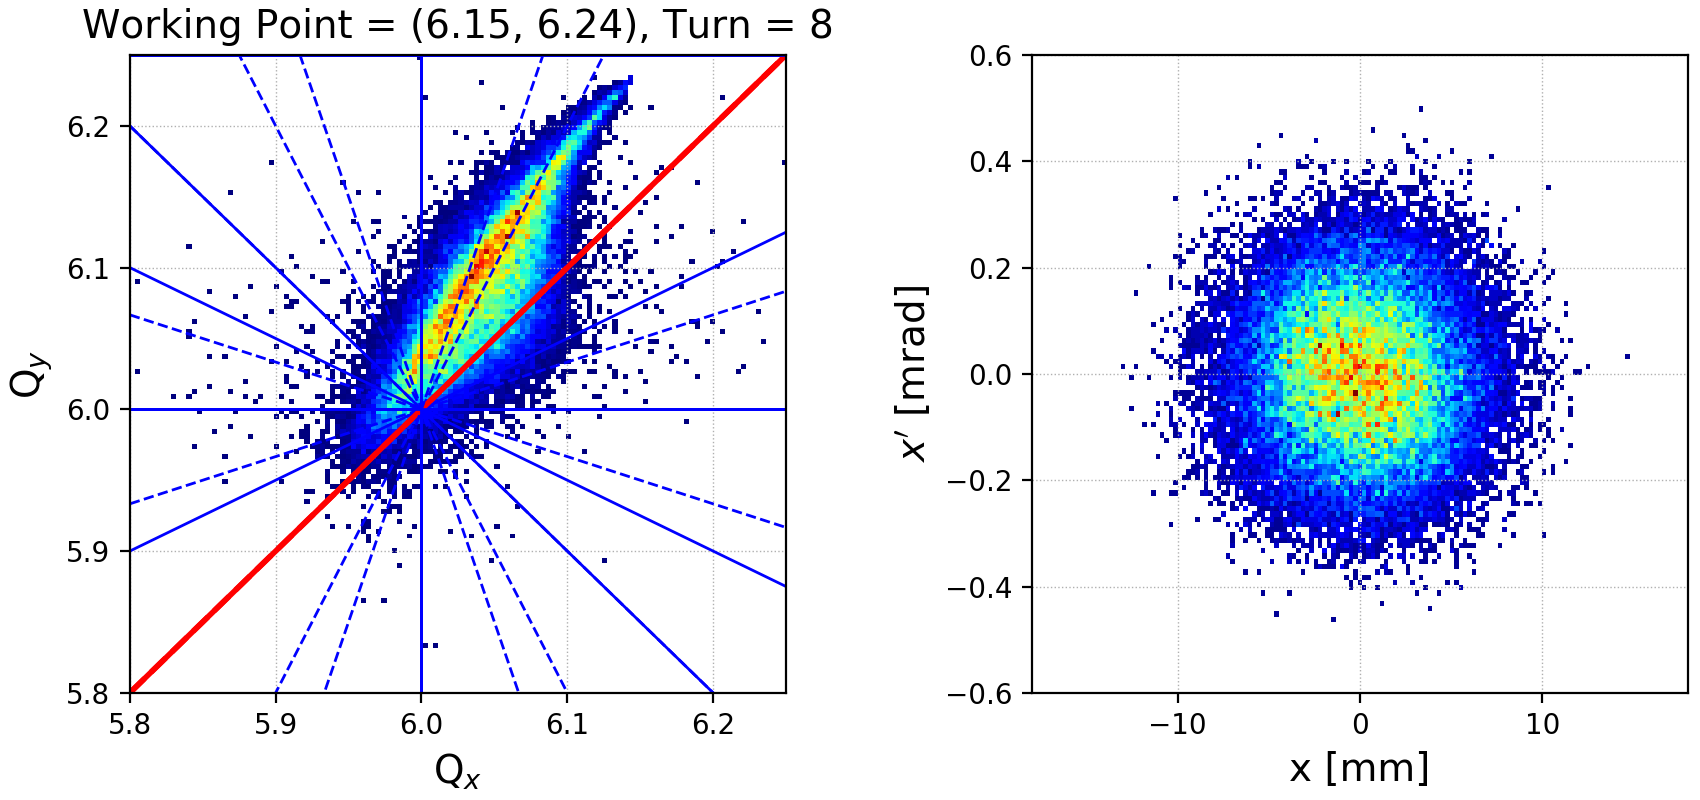 Working Point = (6.15, 6.24), Turn = 8
6.2
6.1
6.0
5.9
5.8
Q_y
5.8 5.9 6.0 6.1 6.2
Q_x
0.6
0.4
0.2
0.0
−0.2
−0.4
−0.6
x′ [mrad]
−10 0 10
x [mm]